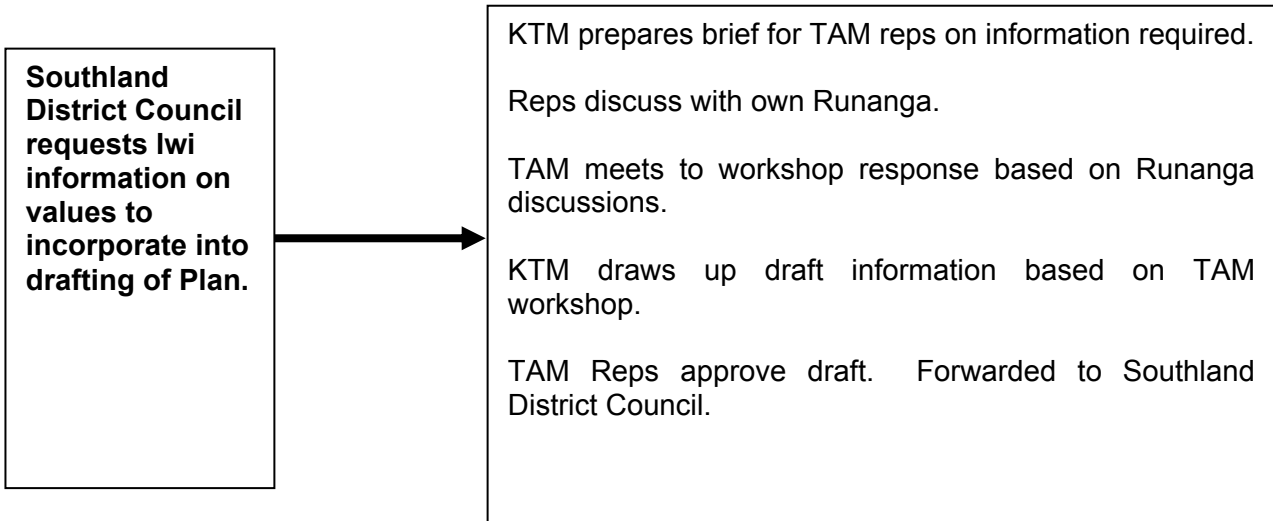 Southland
District Council
requests Iwi
information on
values to
incorporate into
drafting of Plan.
KTM prepares brief for TAM reps on information required.
Reps discuss with own Runanga.
TAM meets to workshop response based on Runanga
discussions.
KTM draws up draft information based on TAM
workshop.
TAM Reps approve draft. Forwarded to Southland
District Council.